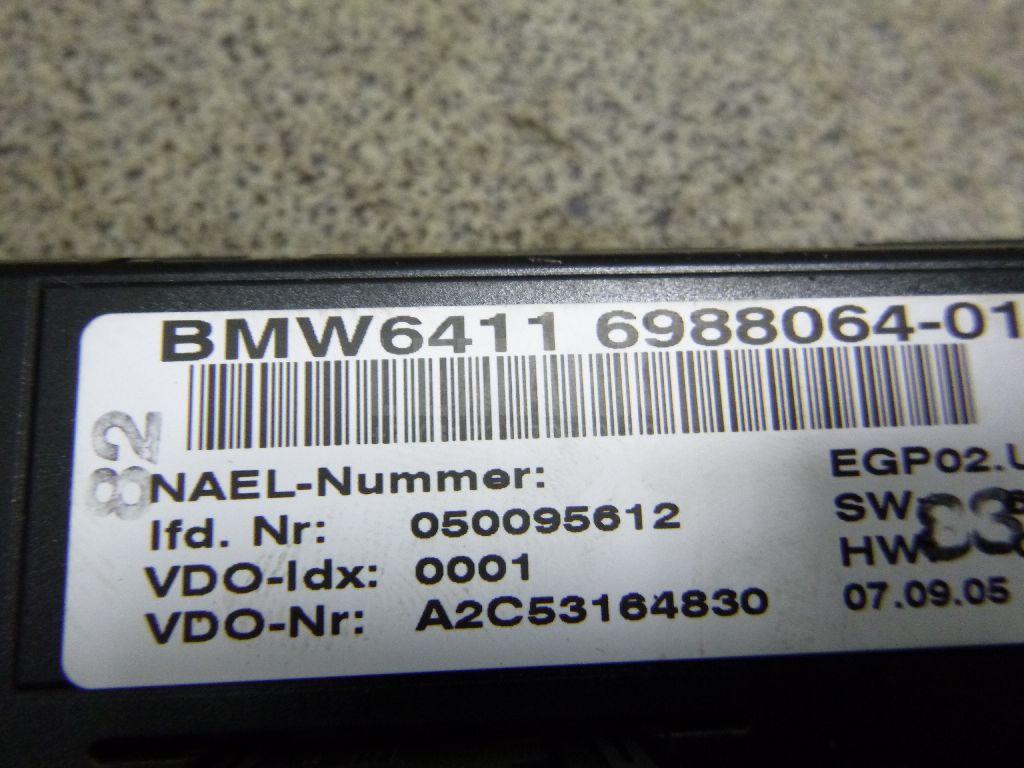 BMW6411 6988064-01
82
NAEL-Nummer:
lfd. Nr: 050095612
VDO-Idx: 0001
VDO-Nr: A2C53164830
EGP02.
SW
HW
07.09.05